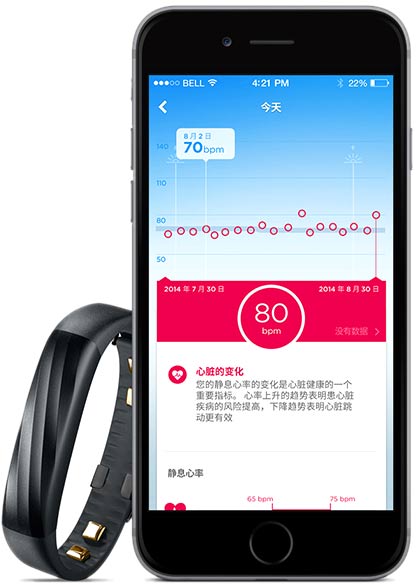 BELL 4:21 PM 22%
今天
8 月 2 日
70bpm
140
110
80
50
2014 年 7 月 30 日 2014 年 8 月 30 日
80
bpm
没有数据
心脏的变化
您的静息心率的变化是心脏健康的一个
重要指标。 心率上升的趋势表明患心脏
疾病的风险提高，下降趋势表明心脏跳
动更有效
静息心率
65 bpm 75 bpm